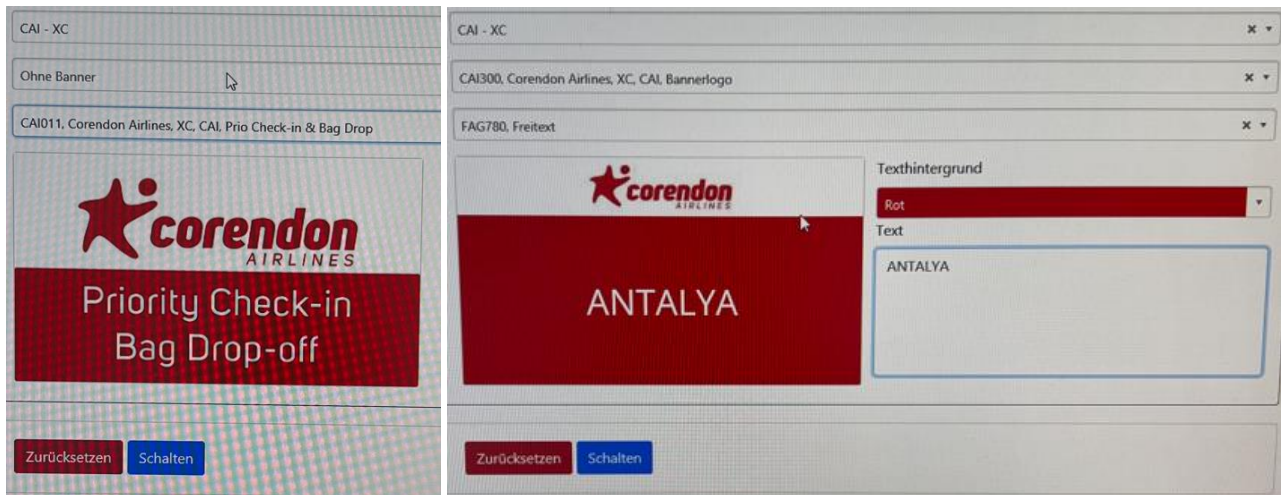 CAI - XC
Ohne Banner
CAI011, Corendon Airlines, XC, CAI, Prio Check-in & Bag Drop
corendon
AIRLINES
Priority Check-in
Bag Drop-off
Zurücksetzen Schalten
CAI - XC
CAI300, Corendon Airlines, XC, CAI, Bannerlogo
FAG780, Freitext
corendon
AIRLINES
ANTALYA
Texthintergrund
Rot
Text
ANTALYA
Zurücksetzen Schalten